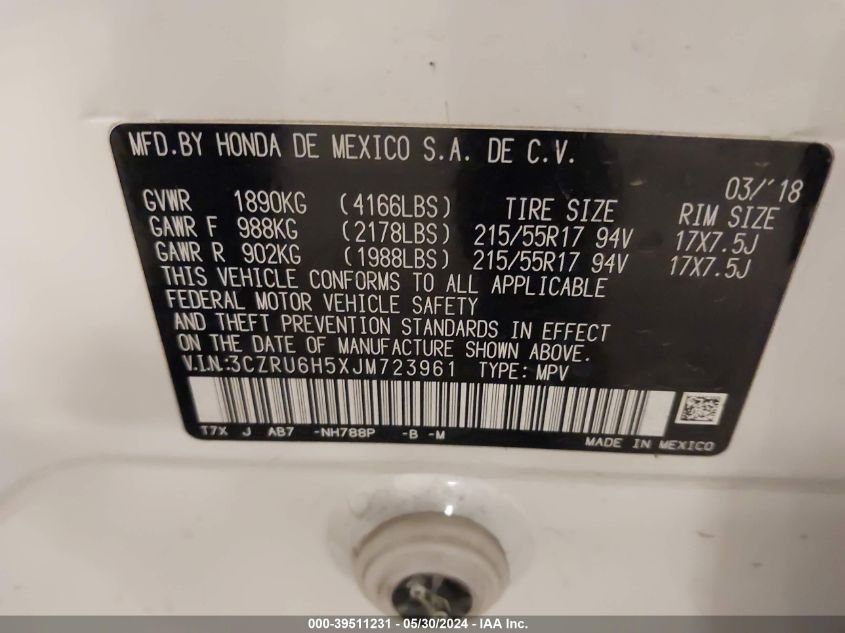 MFD.BY HONDA DE MEXICO S.A. DE C.V.
03/'18
GVWR 1890KG (4166LBS) TIRE SIZE RIM SIZE
GAWR F 988KG (2178LBS) 215/55R17 94V 17X7.5J
GAWR R 902KG (1988LBS) 215/55R17 94V 17X7.5J
THIS VEHICLE CONFORMS TO ALL APPLICABLE
FEDERAL MOTOR VEHICLE SAFETY
AND THEFT PREVENTION STANDARDS IN EFFECT
ON THE DATE OF MANUFACTURE SHOWN ABOVE.
V.I.N.:3CZRU6H5XJM723961 TYPE: MPV
T7X J AB7 -NH788P -B -M
MADE IN MEXICO
000-39511231 - 05/30/2024 - IAA Inc.